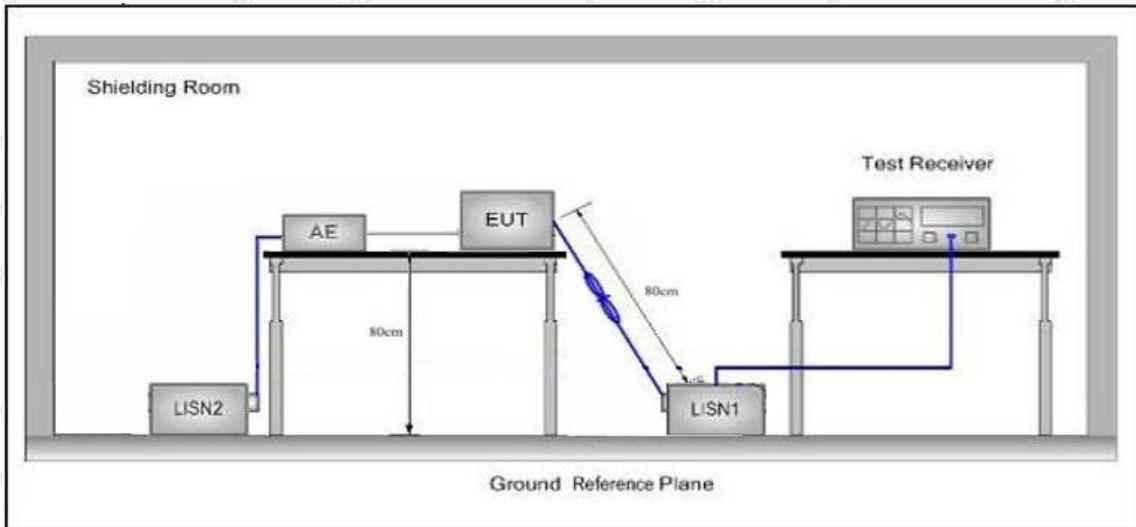 Shielding Room
Test Receiver
AE
EUT
80cm
80cm
LISN2
LISN1
Ground Reference Plane